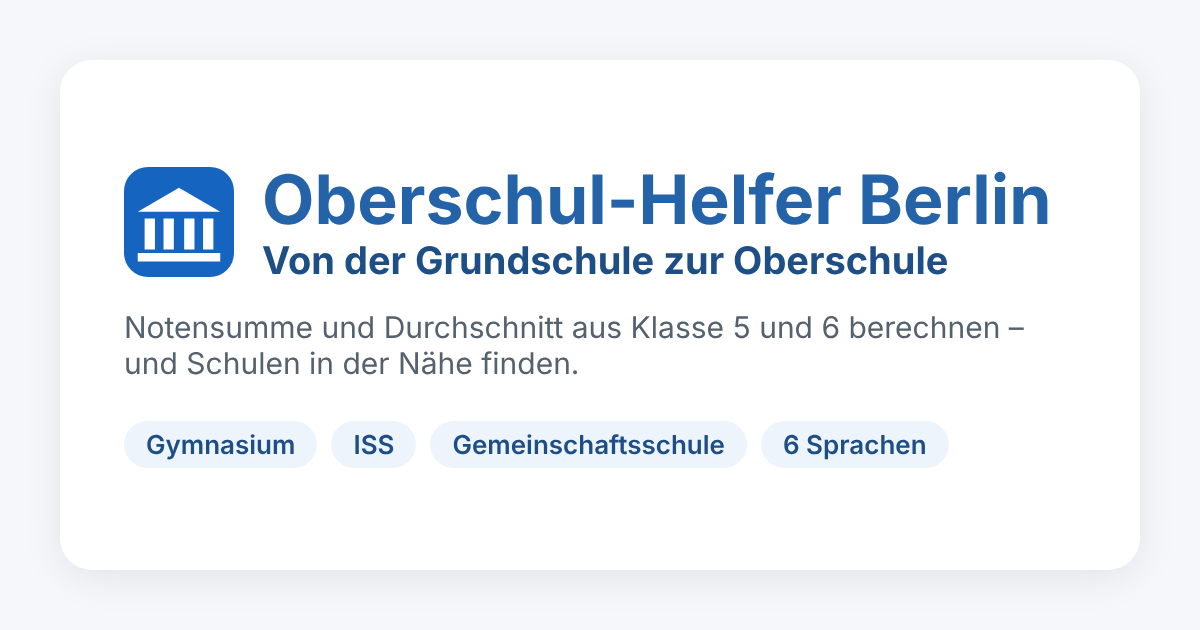 Oberschul-Helfer Berlin
Von der Grundschule zur Oberschule
Notensumme und Durchschnitt aus Klasse 5 und 6 berechnen –
und Schulen in der Nähe finden.
Gymnasium ISS Gemeinschaftsschule 6 Sprachen